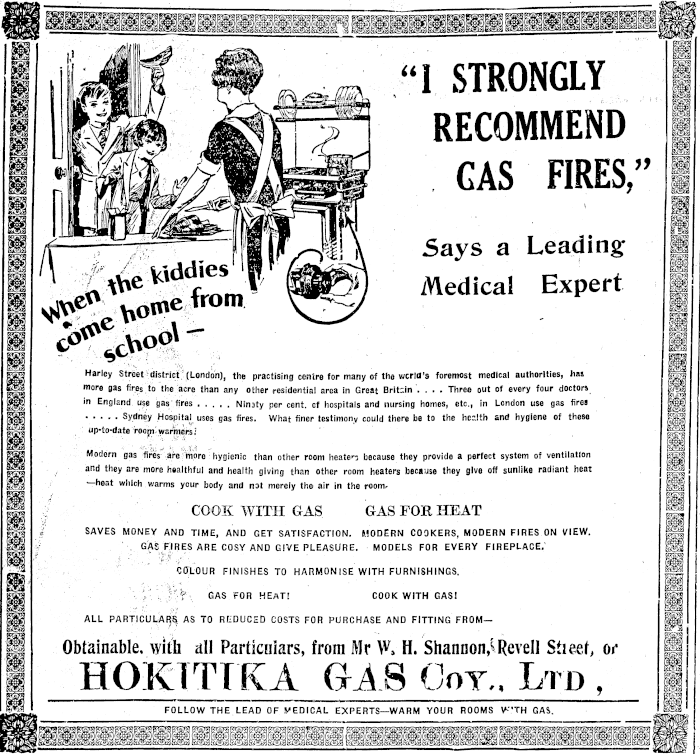 "I STRONGLY
RECOMMEND
GAS FIRES,"
Says a Leading
Medical Expert
When the kiddies
come home from
school —
Harley Street district (London), the practising centre for many of the world's foremost medical authorities, has
more gas fires to the acre than any other residential area in Great Britain . . . . Three out of every four doctors
in England use gas fires . . . . . Ninety per cent. of hospitals and nursing homes, etc., in London use gas fires
. . . . . Sydney Hospital uses gas fires. What finer testimony could there be to the health and hygiene of these
up-to-date room warmers!
Modern gas fires are more hygienic than other room heaters because they provide a perfect system of ventilation
and they are more healthful and health giving than other room heaters because they give off sunlike radiant heat
—heat which warms your body and not merely the air in the room.
COOK WITH GAS GAS FOR HEAT
SAVES MONEY AND TIME, AND GET SATISFACTION. MODERN COOKERS, MODERN FIRES ON VIEW.
GAS FIRES ARE COSY AND GIVE PLEASURE. MODELS FOR EVERY FIREPLACE.
COLOUR FINISHES TO HARMONISE WITH FURNISHINGS.
GAS FOR HEAT! COOK WITH GAS!
ALL PARTICULARS AS TO REDUCED COSTS FOR PURCHASE AND FITTING FROM—
Obtainable, with all Particulars, from Mr W. H. Shannon, Revell Street, or
HOKITIKA GAS COY., LTD,
FOLLOW THE LEAD OF MEDICAL EXPERTS—WARM YOUR ROOMS WITH GAS.